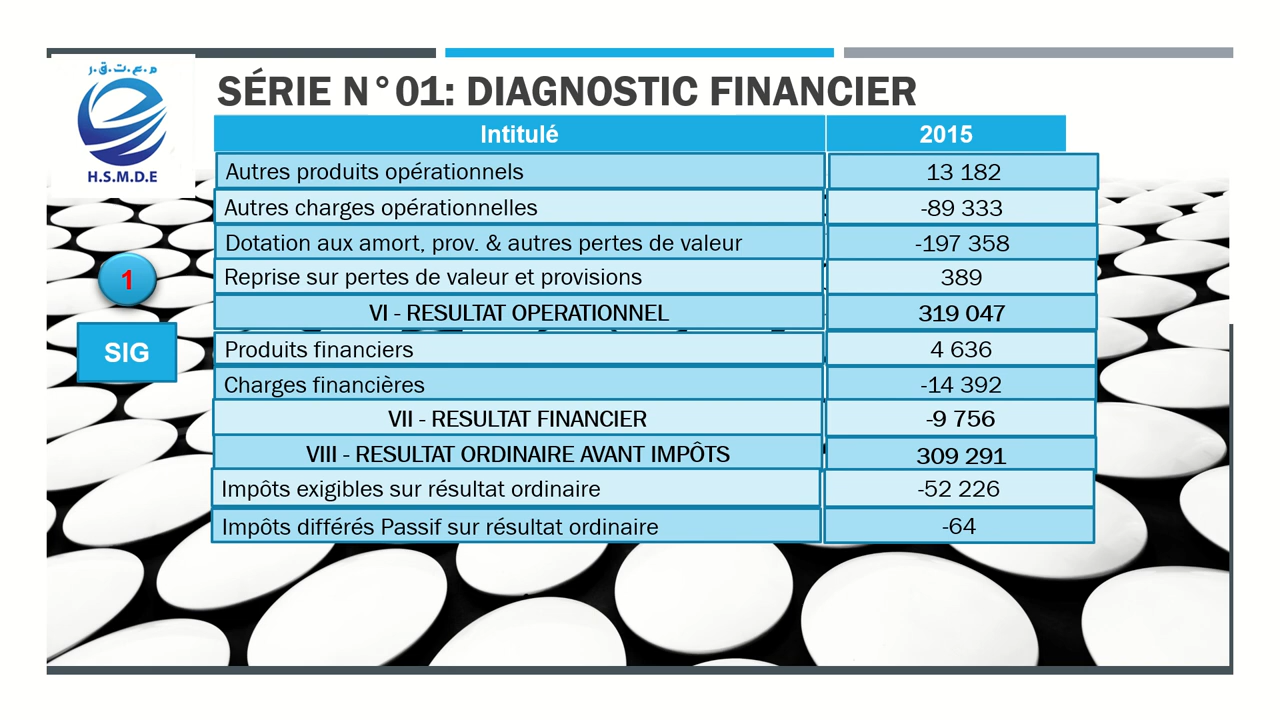 م.ع.ت.ق.ر
H.S.M.D.E
SÉRIE N°01: DIAGNOSTIC FINANCIER
Intitulé 2015
Autres produits opérationnels 13 182
Autres charges opérationnelles -89 333
Dotation aux amort, prov. & autres pertes de valeur -197 358
Reprise sur pertes de valeur et provisions 389
VI - RESULTAT OPERATIONNEL 319 047
Produits financiers 4 636
Charges financières -14 392
VII - RESULTAT FINANCIER -9 756
VIII - RESULTAT ORDINAIRE AVANT IMPÔTS 309 291
Impôts exigibles sur résultat ordinaire -52 226
Impôts différés Passif sur résultat ordinaire -64
1
SIG